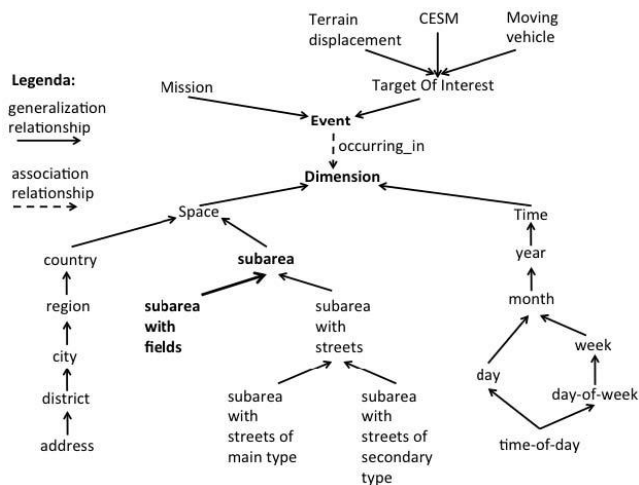 Terrain
displacement
CESM
Moving
vehicle
Legenda:
generalization
relationship
Mission
Target Of Interest
Event
occurring_in
association
relationship
Dimension
Space
Time
country
subarea
year
region
subarea
with
fields
subarea
with
streets
month
city
week
day
district
subarea
with
streets of
main type
subarea
with
streets of
secondary
type
day-of-week
address
time-of-day